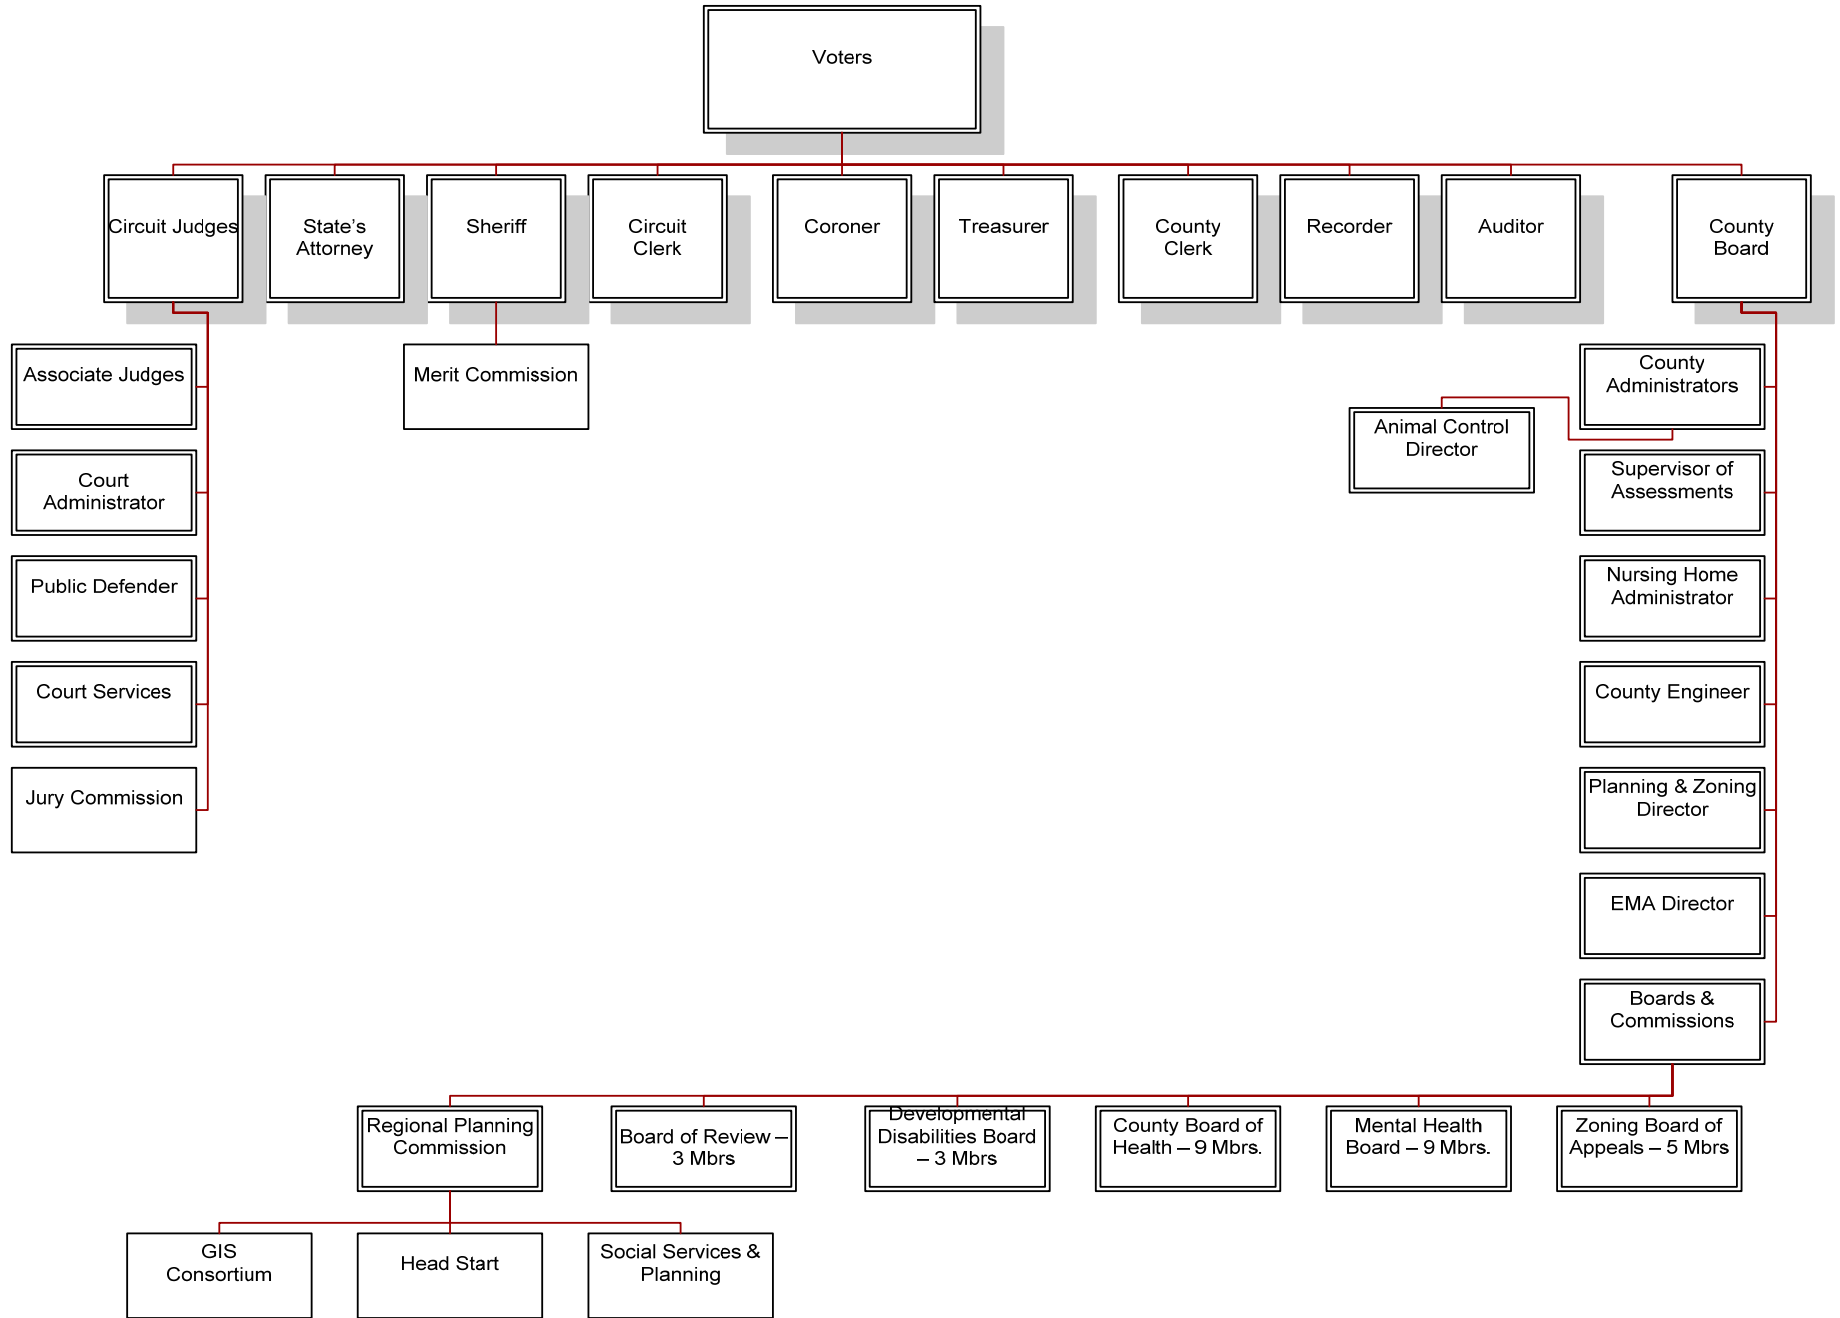 Voters
Circuit Judges
State’s
Attorney
Sheriff
Circuit
Clerk
Coroner
Treasurer
County
Clerk
Recorder
Auditor
County
Board
Associate Judges
Court
Administrator
Public Defender
Court Services
Jury Commission
Merit Commission
Animal Control
Director
County
Administrators
Supervisor of
Assessments
Nursing Home
Administrator
County Engineer
Planning & Zoning
Director
EMA Director
Boards &
Commissions
Regional Planning
Commission
Board of Review –
3 Mbrs
Developmental
Disabilities Board
– 3 Mbrs
County Board of
Health – 9 Mbrs.
Mental Health
Board – 9 Mbrs.
Zoning Board of
Appeals – 5 Mbrs
GIS
Consortium
Head Start
Social Services &
Planning